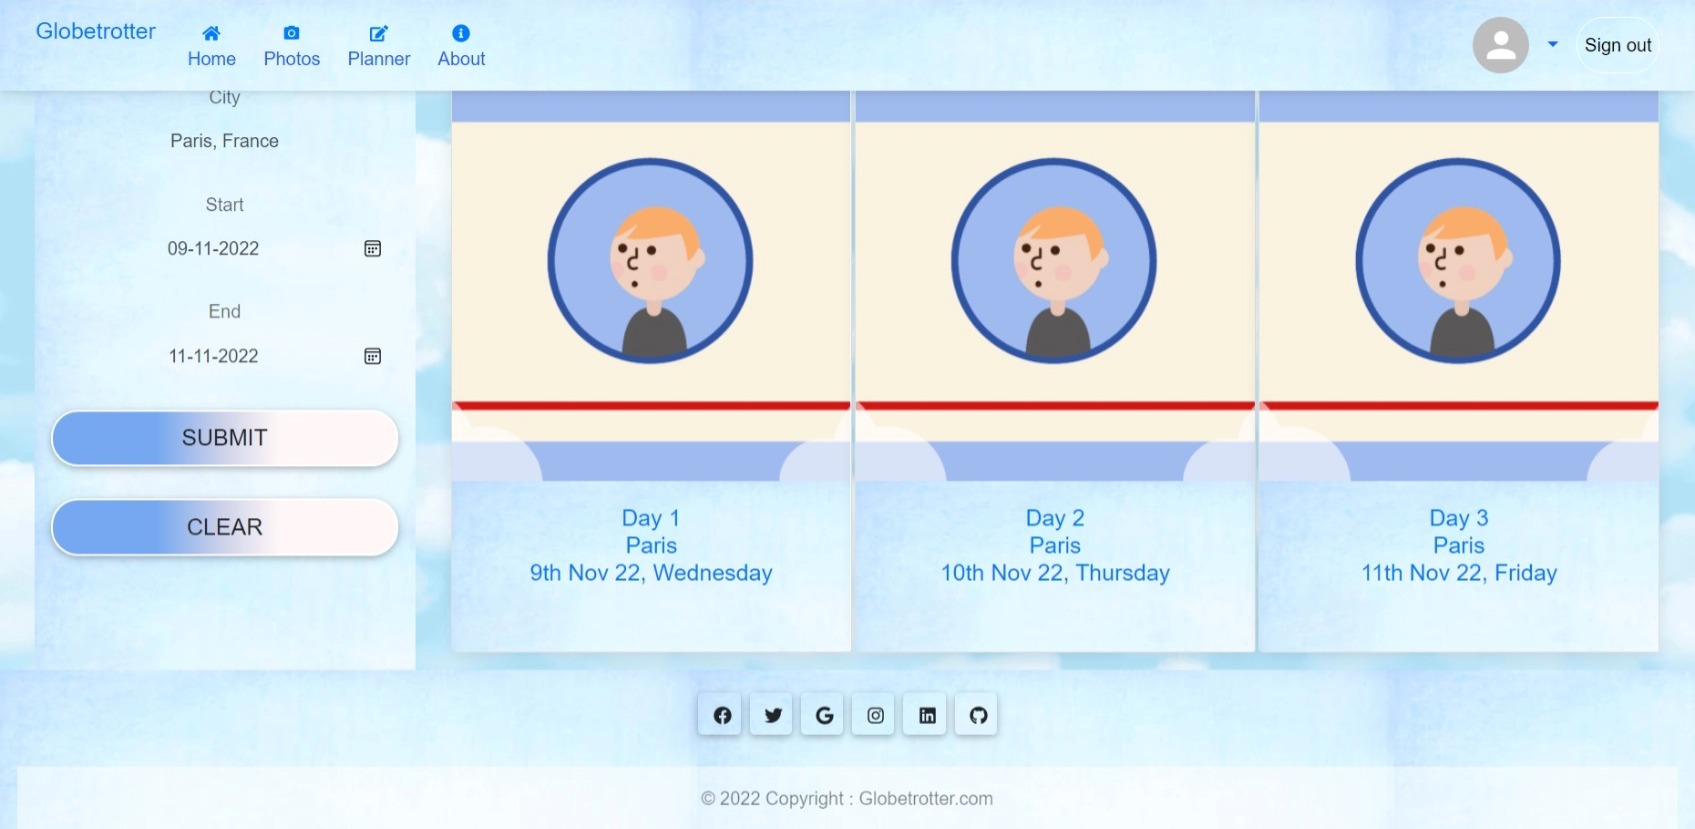 Globetrotter
Home
Photos
Planner
About
Sign out
City
Paris, France
Start
09-11-2022
End
11-11-2022
SUBMIT
CLEAR
Day 1
Paris
9th Nov 22, Wednesday
Day 2
Paris
10th Nov 22, Thursday
Day 3
Paris
11th Nov 22, Friday
© 2022 Copyright : Globetrotter.com